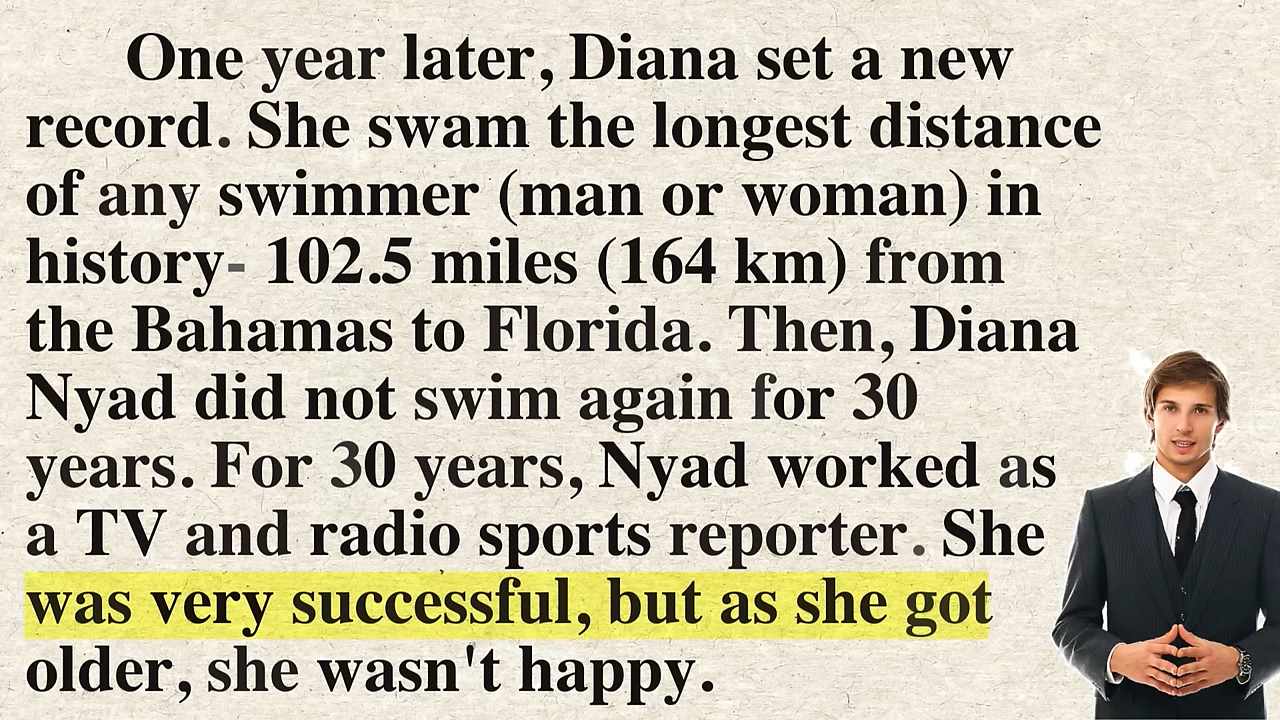 One year later, Diana set a new
record. She swam the longest distance
of any swimmer (man or woman) in
history- 102.5 miles (164 km) from
the Bahamas to Florida. Then, Diana
Nyad did not swim again for 30
years. For 30 years, Nyad worked as
a TV and radio sports reporter. She
was very successful, but as she got
older, she wasn't happy.